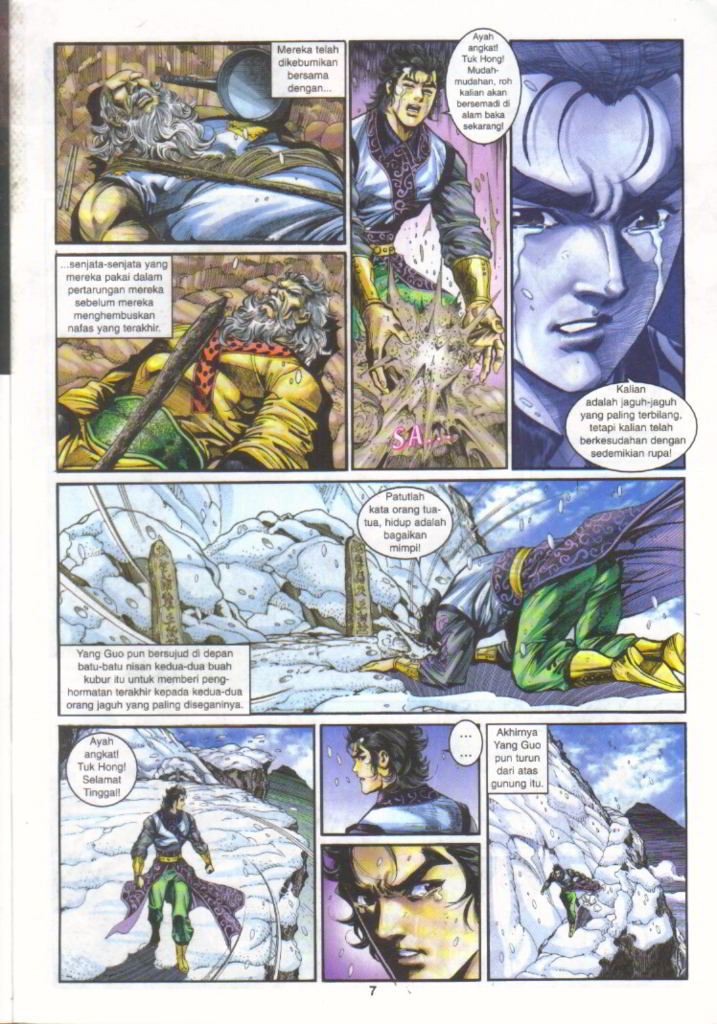 Mereka telah
dikebumikan
bersama
dengan...
...senjata-senjata yang
mereka pakai dalam
pertarungan mereka
sebelum mereka
menghembuskan
nafas yang terakhir.
Ayah
angkat!
Tuk Hong!
Mudah-
mudahan, roh
kalian akan
bersemadi di
alam baka
sekarang!
SA...
Kalian
adalah jaguh-jaguh
yang paling terbilang,
tetapi kalian telah
berkesudahan dengan
sedemikian rupa!
Patutlah
kata orang tua-
tua, hidup adalah
bagaikan
mimpi!
Yang Guo pun bersujud di depan
batu-batu nisan kedua-dua buah
kubur itu untuk memberi peng-
hormatan terakhir kepada kedua-dua
orang jaguh yang paling diseganinya.
Ayah
angkat!
Tuk Hong!
Selamat
Tinggal!
...
...
Akhirnya
Yang Guo
pun turun
dari atas
gunung itu.
7